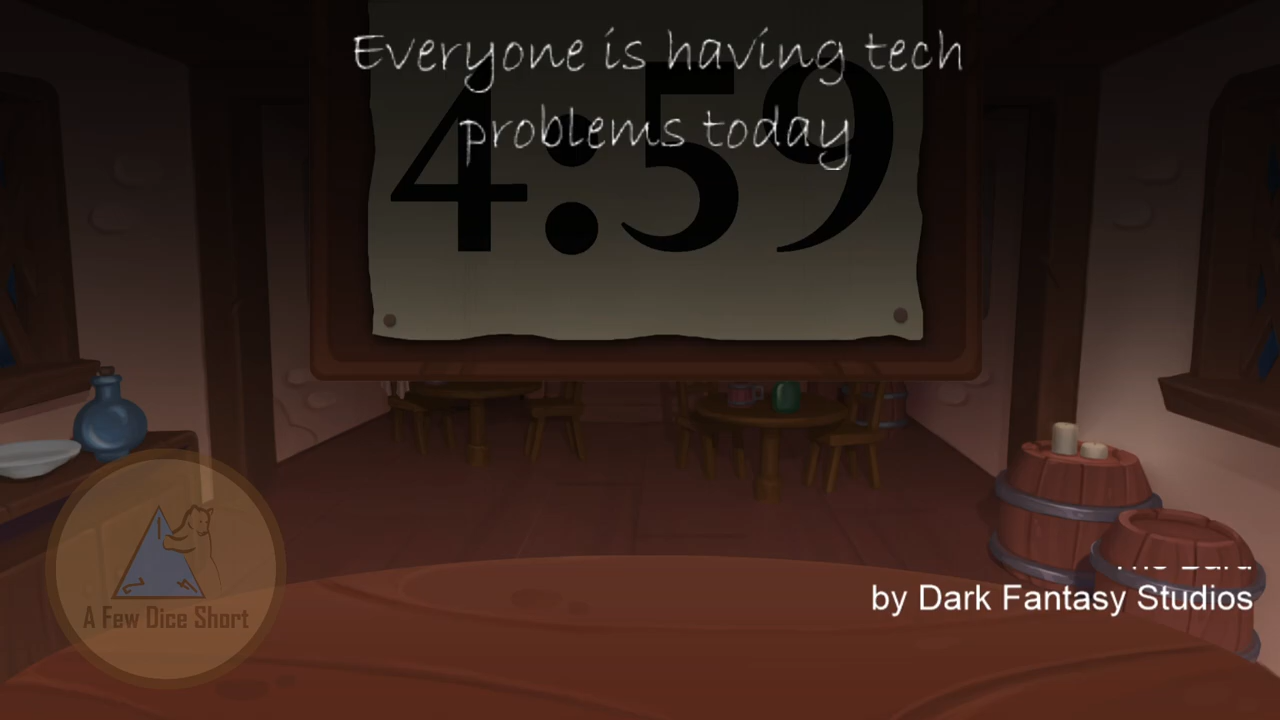 Everyone is having tech
problems today
4:59
A Few Dice Short
by Dark Fantasy Studios